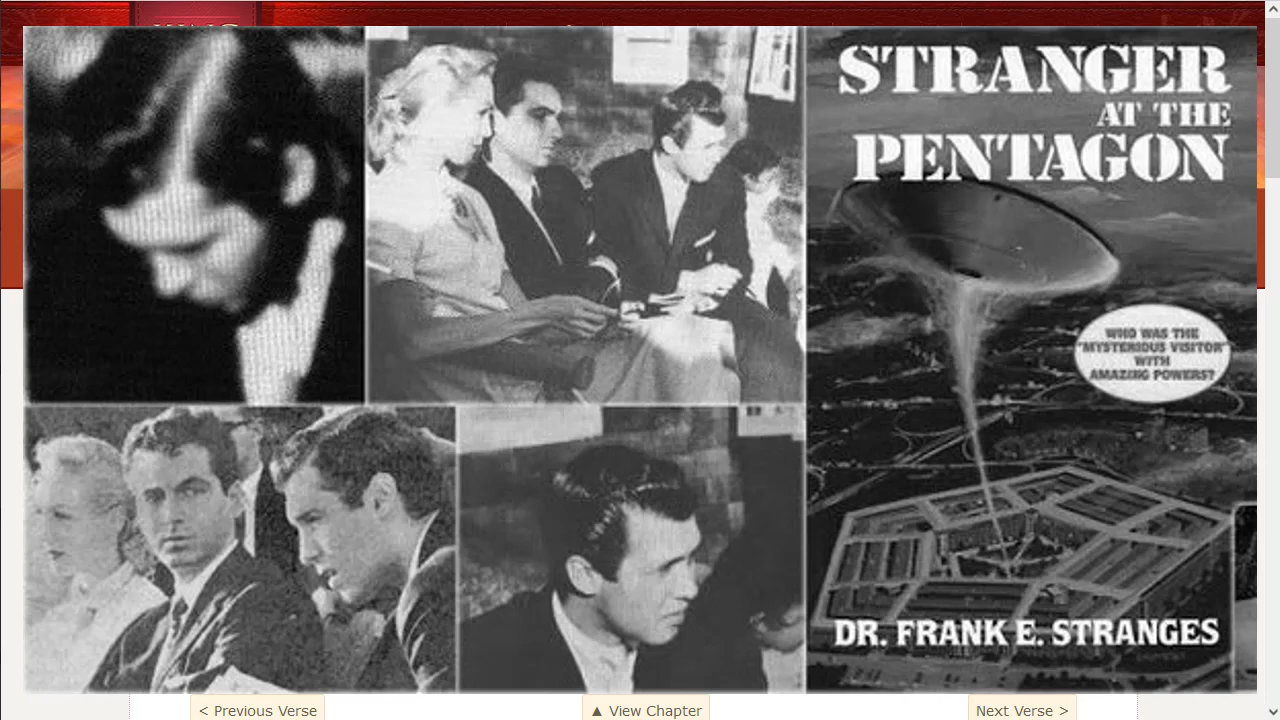 STRANGER
AT THE
PENTAGON
WHO WAS THE
"MYSTERIOUS VISITOR"
WITH
AMAZING POWERS?
DR. FRANK E. STRANGES
< Previous Verse
▲ View Chapter
Next Verse >